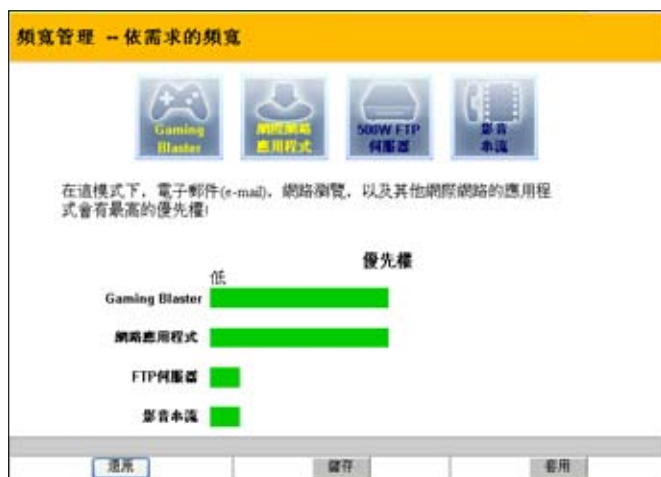 頻寬管理 -- 依需求的頻寬
Gaming
Blaster
網際網路
應用程式
500W FTP
伺服器
影音
串流
在這模式下，電子郵件(e-mail)，網路瀏覽，以及其他網際網路的應用程
式會有最高的優先權!
優先權
低
Gaming Blaster
網路應用程式
FTP伺服器
影音串流
還原
儲存
套用